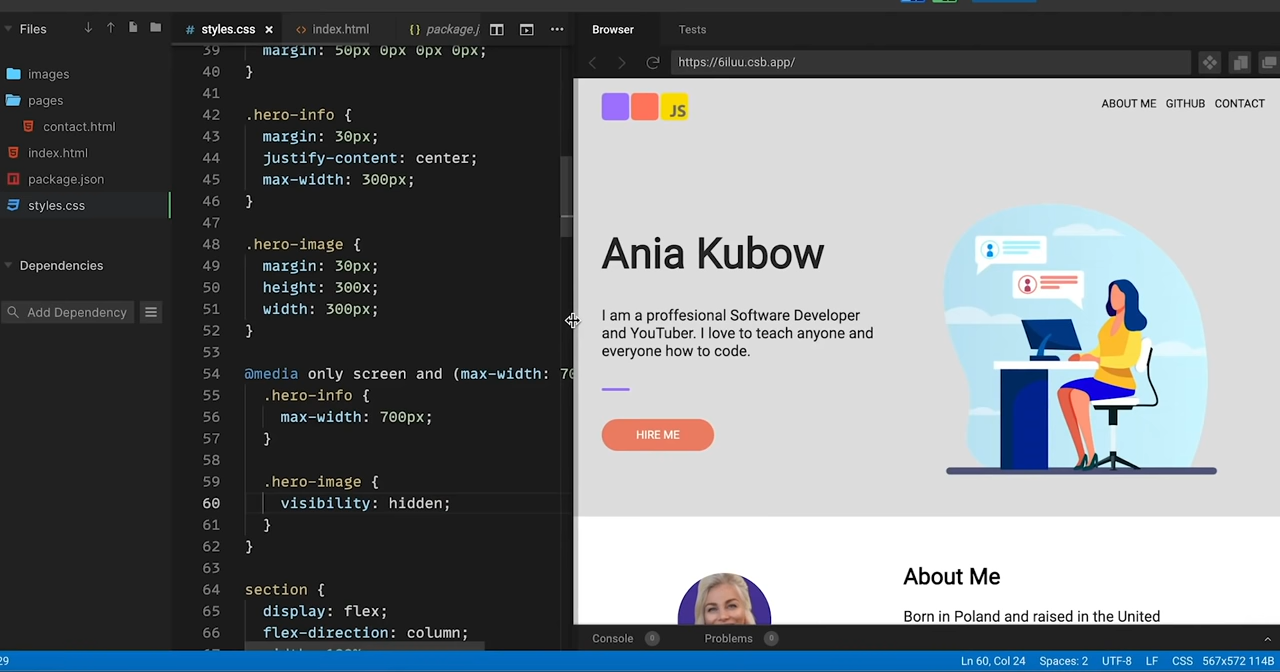 Files
images
pages
contact.html
index.html
package.json
styles.css
Dependencies
Add Dependency
# styles.css ×
<> index.html
{ } package.j
39 margin: 50px 0px 0px 0px;
40 }
41
42 .hero-info {
43 margin: 30px;
44 justify-content: center;
45 max-width: 300px;
46 }
47
48 .hero-image {
49 margin: 30px;
50 height: 300x;
51 width: 300px;
52 }
53
54 @media only screen and (max-width: 70
55 .hero-info {
56 max-width: 700px;
57 }
58
59 .hero-image {
60 visibility: hidden;
61 }
62 }
63
64 section {
65 display: flex;
66 flex-direction: column;
Browser
Tests
https://6iluu.csb.app/
JS
ABOUT ME GITHUB CONTACT
Ania Kubow
I am a proffesional Software Developer
and YouTuber. I love to teach anyone and
everyone how to code.
HIRE ME
About Me
Born in Poland and raised in the United
Console 0
Problems 0
29
Ln 60, Col 24 Spaces: 2 UTF-8 LF CSS 567x572 114B